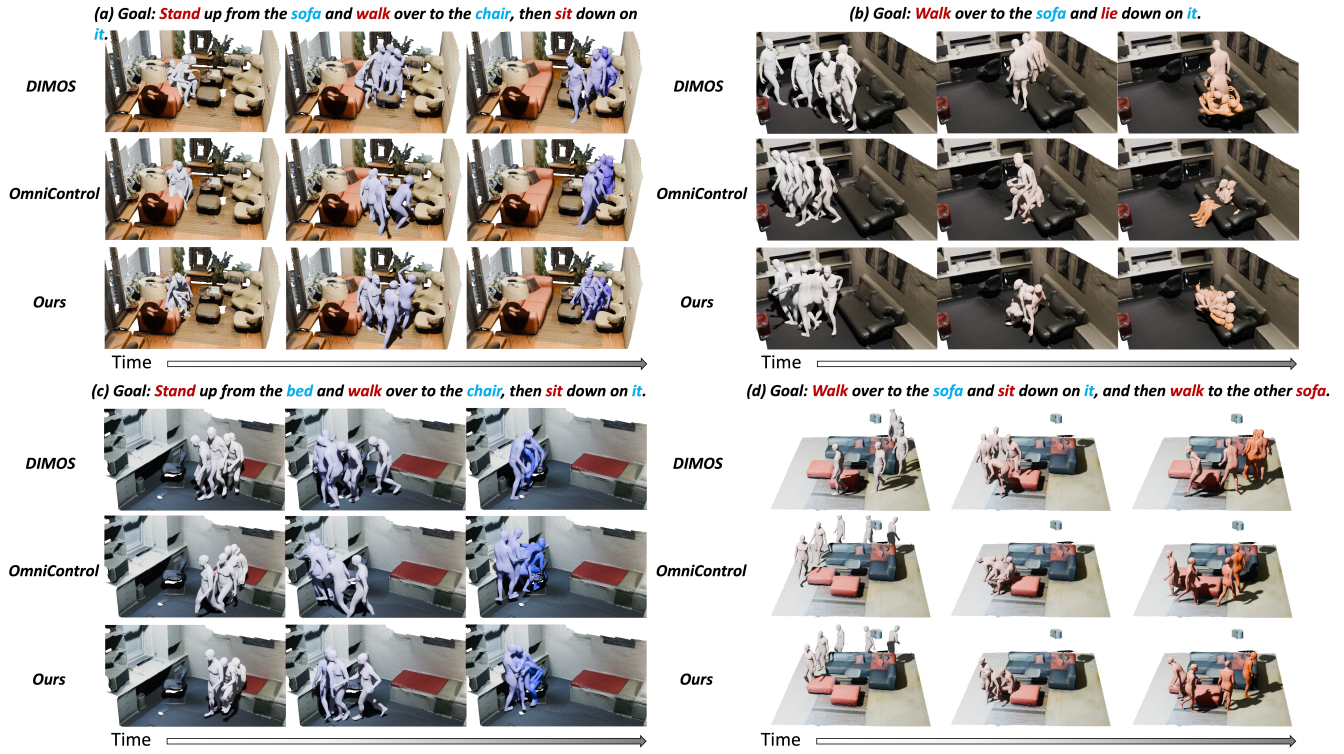 (a) Goal: Stand up from the sofa and walk over to the chair, then sit down on
it.
DIMOS
OmniControl
Ours
Time
(b) Goal: Walk over to the sofa and lie down on it.
DIMOS
OmniControl
Ours
Time
(c) Goal: Stand up from the bed and walk over to the chair, then sit down on it.
DIMOS
OmniControl
Ours
Time
(d) Goal: Walk over to the sofa and sit down on it, and then walk to the other sofa.
DIMOS
OmniControl
Ours
Time